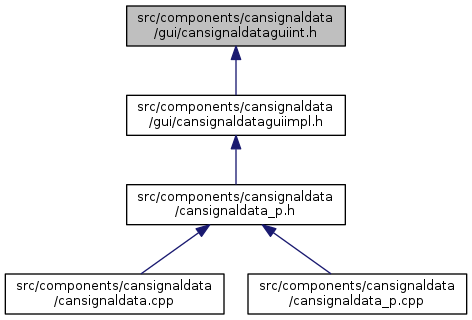 src/components/cansignaldata
/gui/cansignaldataguiint.h
src/components/cansignaldata
/gui/cansignaldataguiimpl.h
src/components/cansignaldata
/cansignaldata_p.h
src/components/cansignaldata
/cansignaldata.cpp
src/components/cansignaldata
/cansignaldata_p.cpp